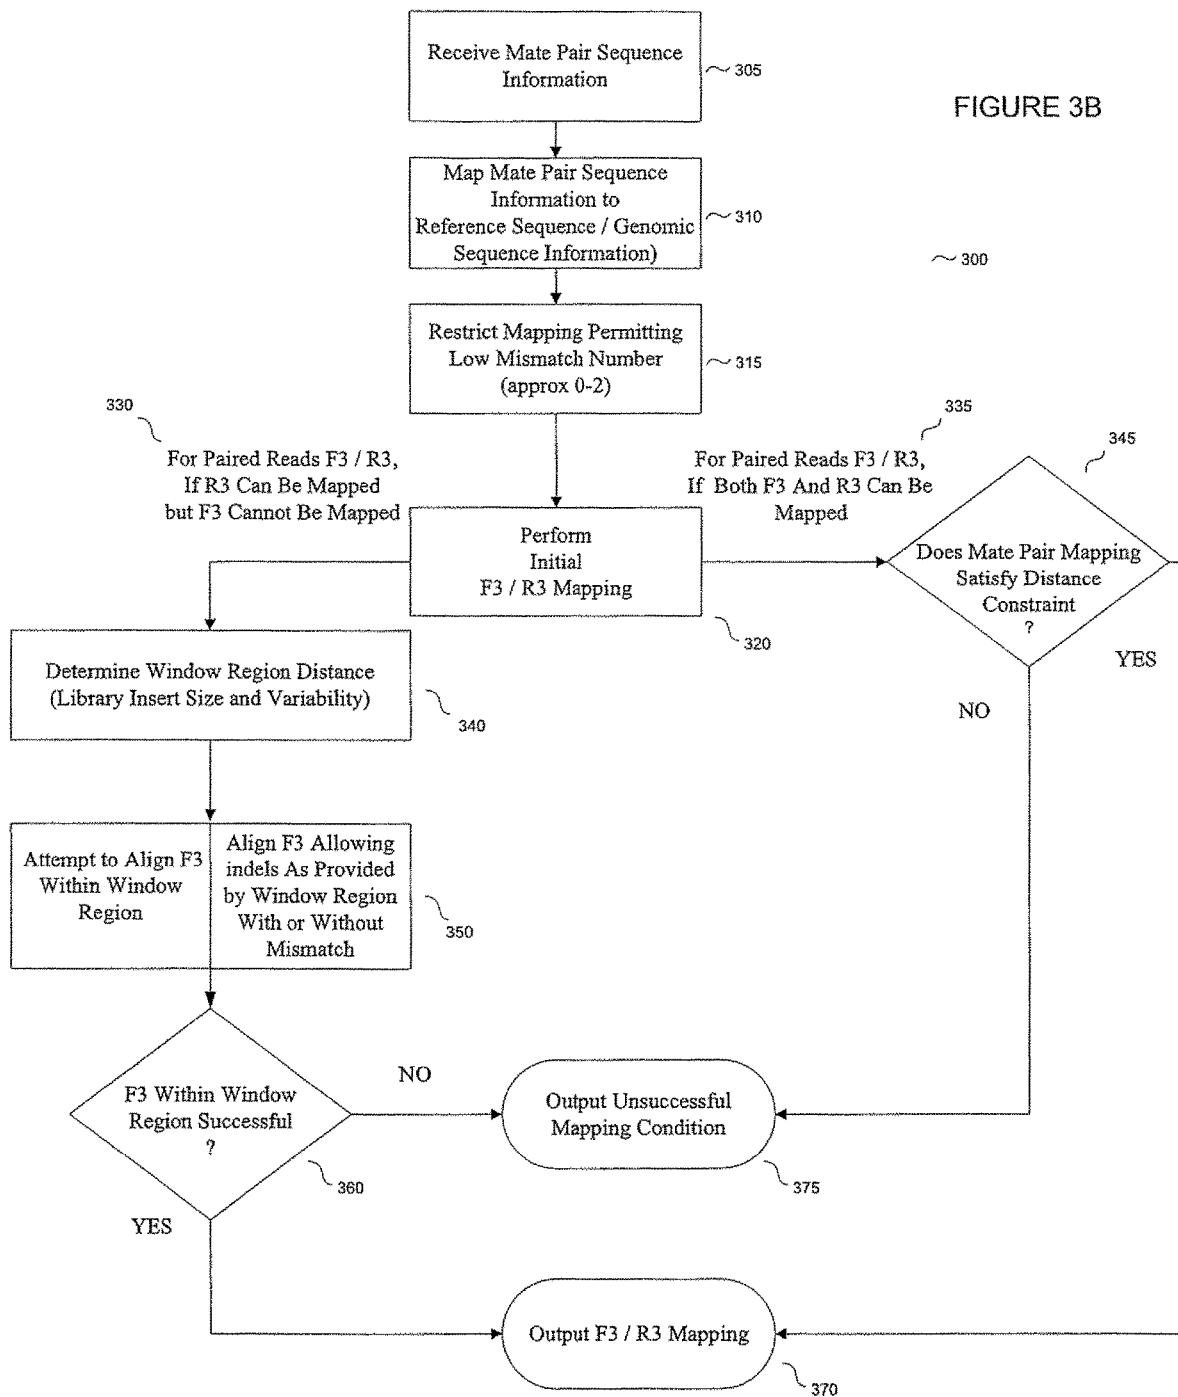 Receive Mate Pair Sequence
Information
305
FIGURE 3B
Map Mate Pair Sequence
Information to
Reference Sequence / Genomic
Sequence Information)
310
300
Restrict Mapping Permitting
Low Mismatch Number
(approx 0-2)
315
330
For Paired Reads F3 / R3,
If R3 Can Be Mapped
but F3 Cannot Be Mapped
335
For Paired Reads F3 / R3,
If Both F3 And R3 Can Be
Mapped
345
Perform
Initial
F3 / R3 Mapping
320
Does Mate Pair Mapping
Satisfy Distance
Constraint
?
YES
NO
Determine Window Region Distance
(Library Insert Size and Variability)
340
Attempt to Align F3
Within Window
Region
Align F3 Allowing
indels As Provided
by Window Region
With or Without
Mismatch
350
F3 Within Window
Region Successful
?
360
NO
YES
Output Unsuccessful
Mapping Condition
375
Output F3 / R3 Mapping
370